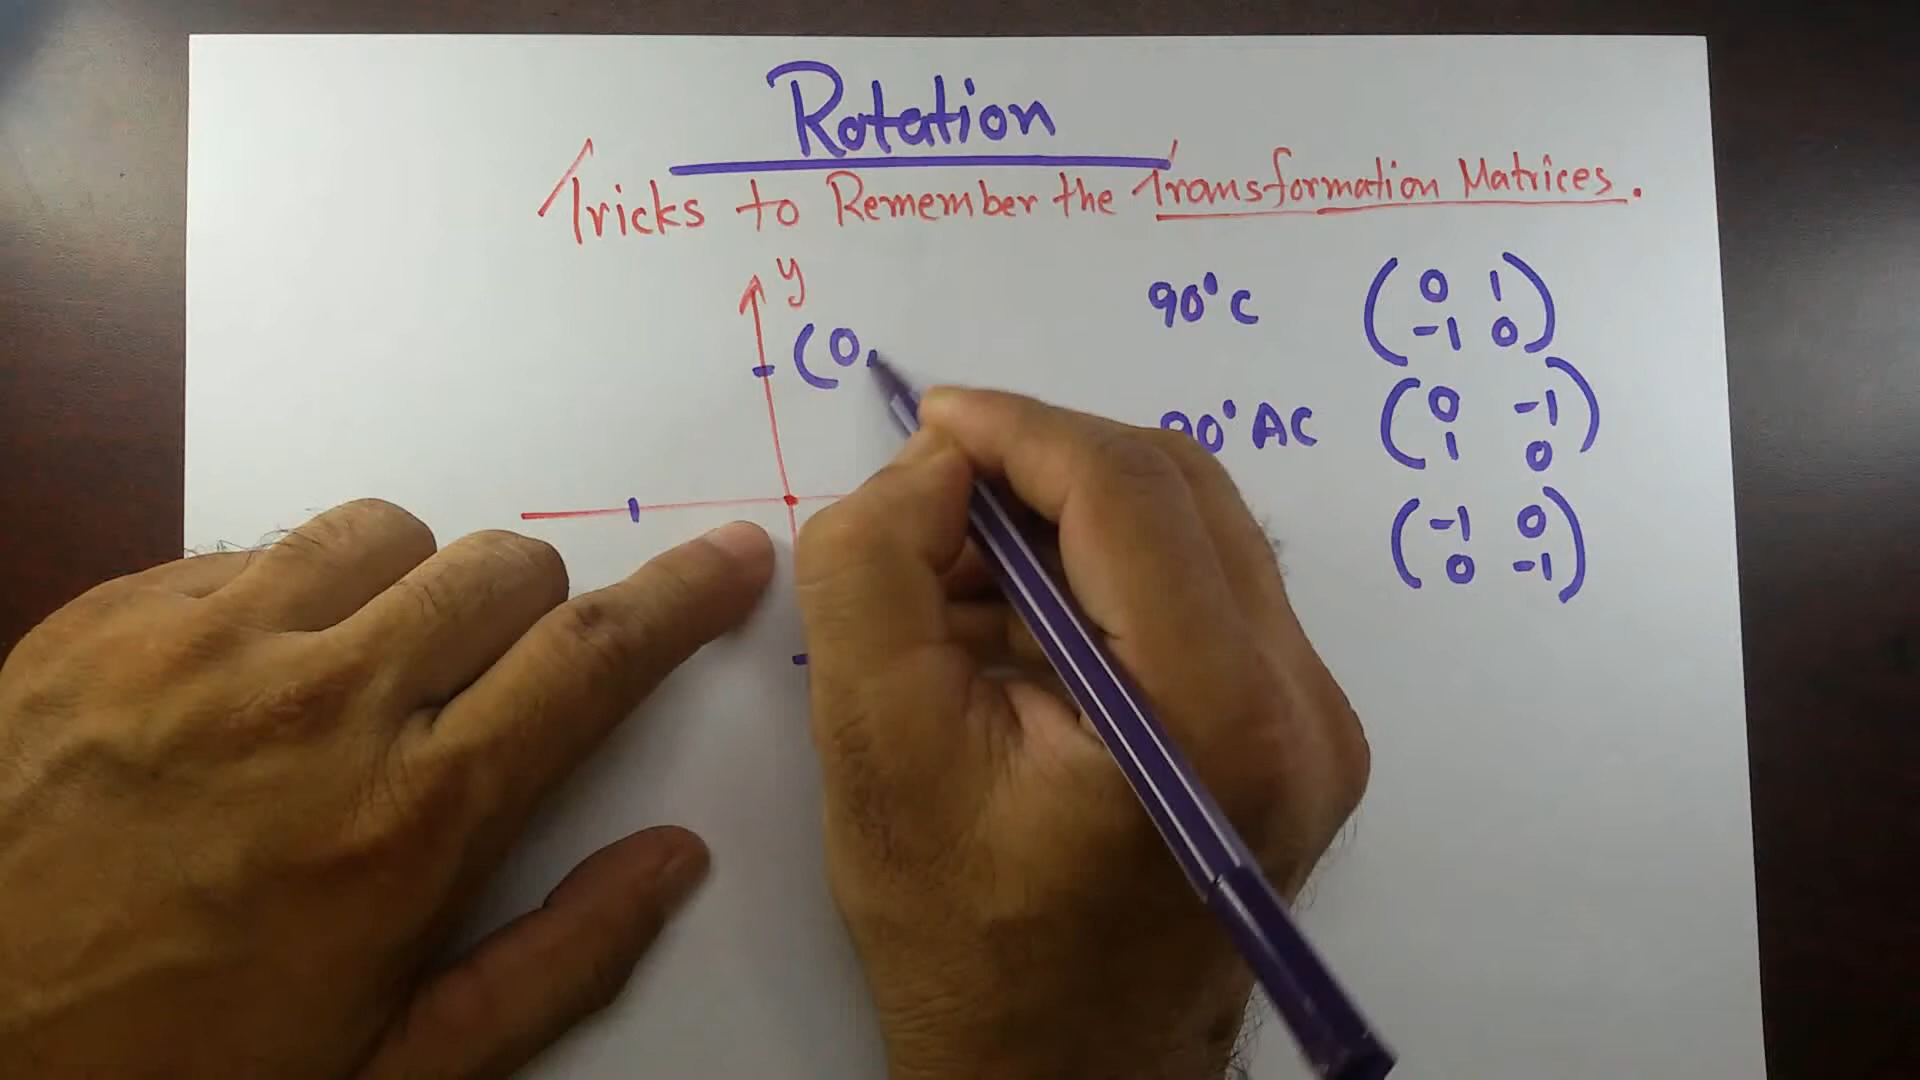 Rotation
Tricks to Remember the Transformation Matrices.
y
(0,
90°C ( 0 1
-1 0 )
90° AC ( 0 -1
1 0 )
( -1 0
0 -1 )